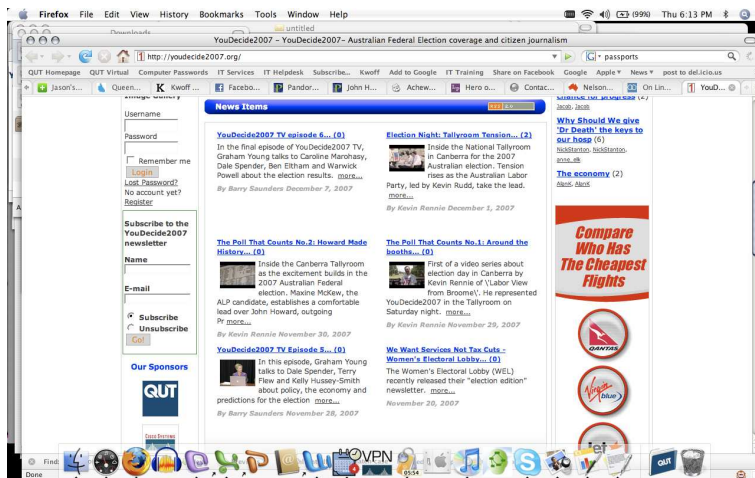 Firefox File Edit View History Bookmarks Tools Window Help (99%) Thu 6:13 PM
untitled
Downloads
YouDecide2007 - YouDecide2007- Australian Federal Election coverage and citizen journalism
http://youdecide2007.org/
passports
QUT Homepage QUT Virtual Computer Passwords IT Services IT Helpdesk Subscribe... Kwoff Add to Google IT Training Share on Facebook Google Apple News post to del.icio.us
Jason's... Queen... Kwoff ... Facebo... Pandor... John H... Achew... Hero o... Contac... Nelson... On Lin... YouD...
Image Gallery
Username
Password
Remember me
Login
Lost Password?
No account yet?
Register
Subscribe to the
YouDecide2007
newsletter
Name
E-mail
Subscribe
Unsubscribe
Go!
Our Sponsors
QUT
CISCO SYSTEMS
News Items
YouDecide2007 TV episode 6... (0)
In the final episode of YouDecide2007 TV,
Graham Young talks to Caroline Marohasy,
Dale Spender, Ben Eltham and Warwick
Powell about the election results. more...
By Barry Saunders December 7, 2007
Election Night: Tallyroom Tension... (2)
Inside the National Tallyroom
in Canberra for the 2007
Australian election. Tension
rises as the Australian Labor
Party, led by Kevin Rudd, take the lead.
more...
By Kevin Rennie December 1, 2007
The Poll That Counts No.2: Howard Made
History... (0)
Inside the Canberra Tallyroom
as the excitement builds in the
2007 Australian Federal
election. Maxine McKew, the
ALP candidate, establishes a comfortable
lead over John Howard, outgoing
Pr more...
By Kevin Rennie November 30, 2007
The Poll That Counts No.1: Around the
booths... (0)
First of a video series about
election day in Canberra by
Kevin Rennie of \'Labor View
from Broome\'. He represented
YouDecide2007 in the Tallyroom on
Saturday night. more...
By Kevin Rennie November 29, 2007
YouDecide2007 TV Episode 5... (0)
In this episode, Graham Young
talks to Dale Spender, Terry
Flew and Kelly Hussey-Smith
about policy, the economy and
predictions for the election more...
By Barry Saunders November 28, 2007
We Want Services Not Tax Cuts -
Women's Electoral Lobby... (0)
The Women's Electoral Lobby (WEL)
recently released their "election edition"
newsletter. more...
November 20, 2007
chance for progress (2)
Jacob, Jacob
Why Should We give
'Dr Death' the keys to
our hosp (6)
NickStanton, NickStanton,
anne_elk
The economy (2)
AlanK, AlanK
Compare
Who Has
The Cheapest
Flights
QANTAS
Virgin
blue
jet
Find:
VPN
05:54
QUT
Done